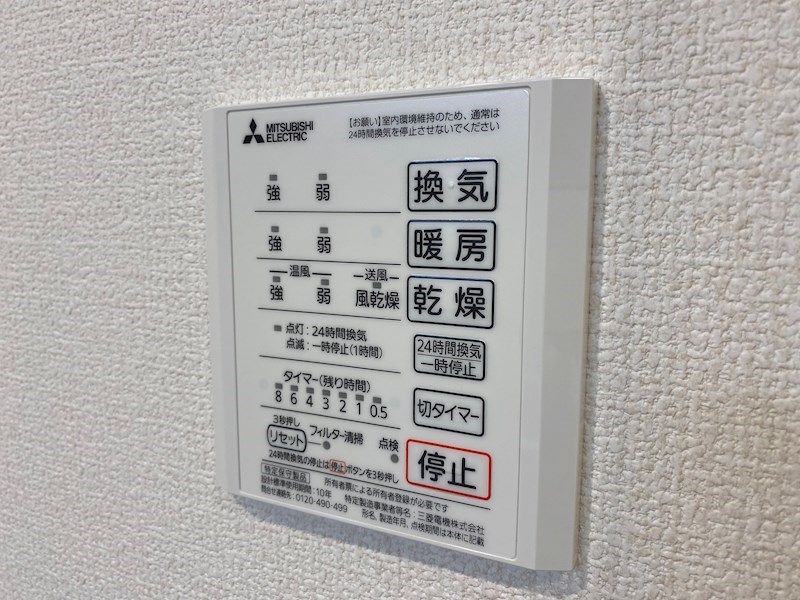 MITSUBISHI
ELECTRIC
【お願い】室内環境維持のため、通常は
24時間換気を停止させないでください
強 弱 換気
強 弱 暖房
温風 送風
強 弱 風乾燥 乾燥
点灯：24時間換気
点滅：一時停止(1時間)
24時間換気
一時停止
タイマー(残り時間)
8 6 4 3 2 1 0.5
切タイマー
3秒押し
リセット フィルター清掃 点検
停止
24時間換気の停止は停止ボタンを3秒押し
特定保守製品 所有者票による所有者登録が必要です
設計標準使用期間：10年 特定製造事業者等名：三菱電機株式会社
問合せ連絡先：0120-490-499 形名、製造年月、点検期間は本体に記載